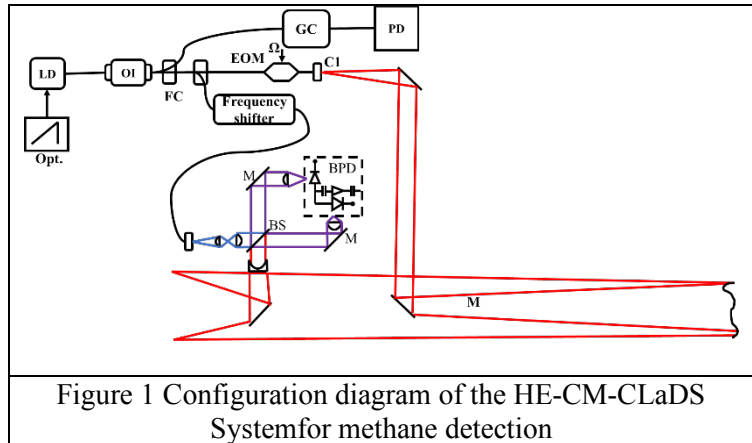 GC
PD
Ω
EOM
C1
LD
OI
FC
Frequency
shifter
Opt.
BPD
M
BS
M
M
Figure 1 Configuration diagram of the HE-CM-CLaDS
Systemfor methane detection